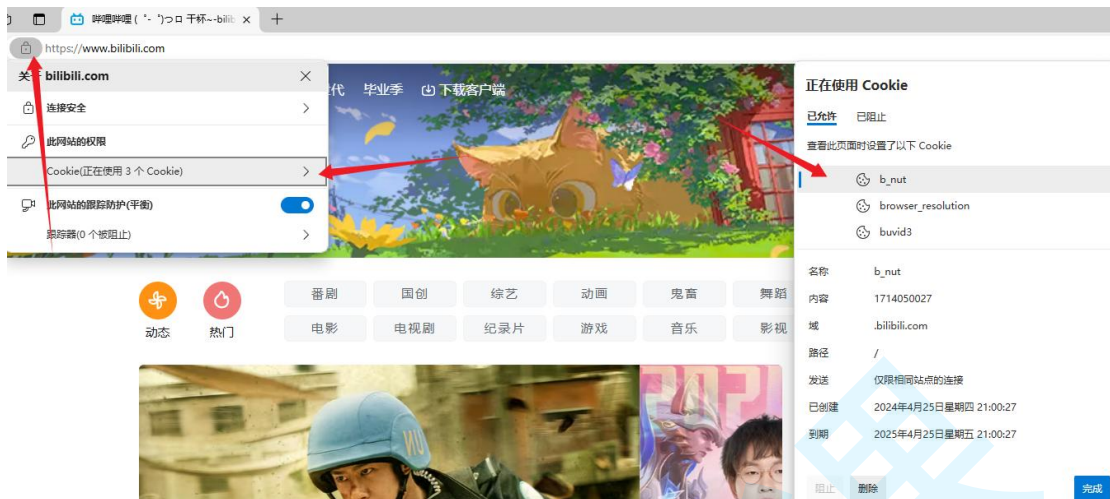 哔哩哔哩 ( ゜- ゜)つロ 干杯~-bilib
https://www.bilibili.com
关于 bilibili.com
连接安全
此网站的权限
Cookie(正在使用 3 个 Cookie)
此网站的跟踪防护(平衡)
跟踪器(0 个被阻止)
代 毕业季 下载客户端
动态 热门
番剧 国创 综艺 动画 鬼畜 舞蹈
电影 电视剧 纪录片 游戏 音乐 影视
正在使用 Cookie
已允许 已阻止
查看此页面时设置了以下 Cookie
b_nut
browser_resolution
buvid3
名称 b_nut
内容 1714050027
域 .bilibili.com
路径 /
发送 仅限相同站点的连接
已创建 2024年4月25日星期四 21:00:27
到期 2025年4月25日星期五 21:00:27
阻止 删除 完成